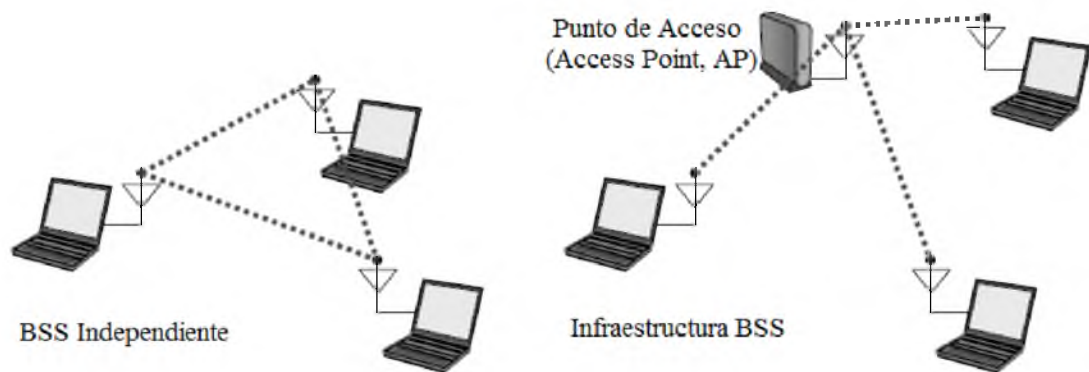 Punto de Acceso
(Access Point, AP)
BSS Independiente
Infraestructura BSS